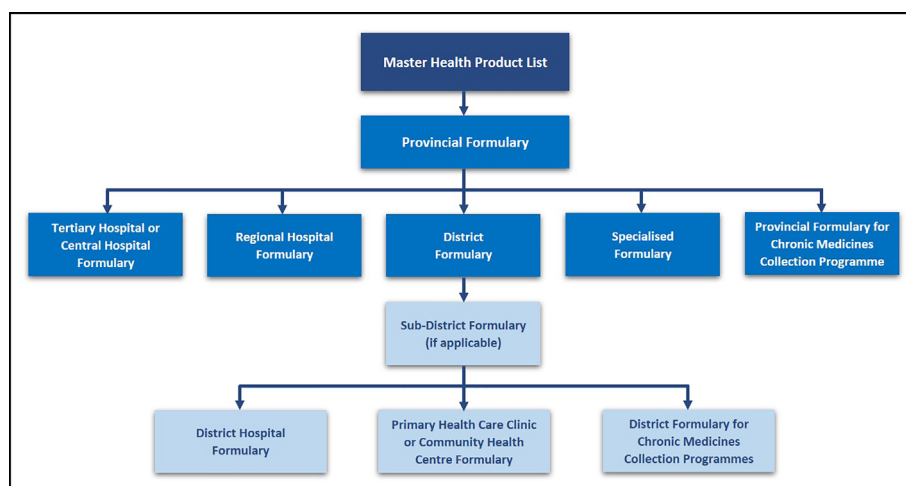 Master Health Product List
Provincial Formulary
Tertiary Hospital or
Central Hospital
Formulary
Regional Hospital
Formulary
District
Formulary
Specialised
Formulary
Provincial Formulary for
Chronic Medicines
Collection Programme
Sub-District Formulary
(if applicable)
District Hospital
Formulary
Primary Health Care Clinic
or Community Health
Centre Formulary
District Formulary for
Chronic Medicines
Collection Programmes